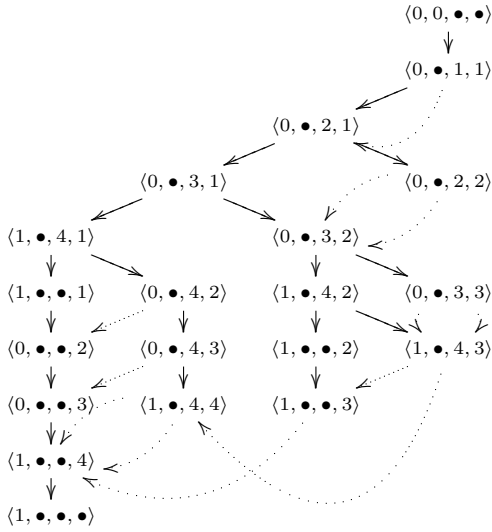 ⟨0, 0, •, •⟩
⟨0, •, 1, 1⟩
⟨0, •, 2, 1⟩
⟨0, •, 3, 1⟩ ⟨0, •, 2, 2⟩
⟨1, •, 4, 1⟩ ⟨0, •, 3, 2⟩
⟨1, •, •, 1⟩ ⟨0, •, 4, 2⟩ ⟨1, •, 4, 2⟩ ⟨0, •, 3, 3⟩
⟨0, •, •, 2⟩ ⟨0, •, 4, 3⟩ ⟨1, •, •, 2⟩ ⟨1, •, 4, 3⟩
⟨0, •, •, 3⟩ ⟨1, •, 4, 4⟩ ⟨1, •, •, 3⟩
⟨1, •, •, 4⟩
⟨1, •, •, •⟩